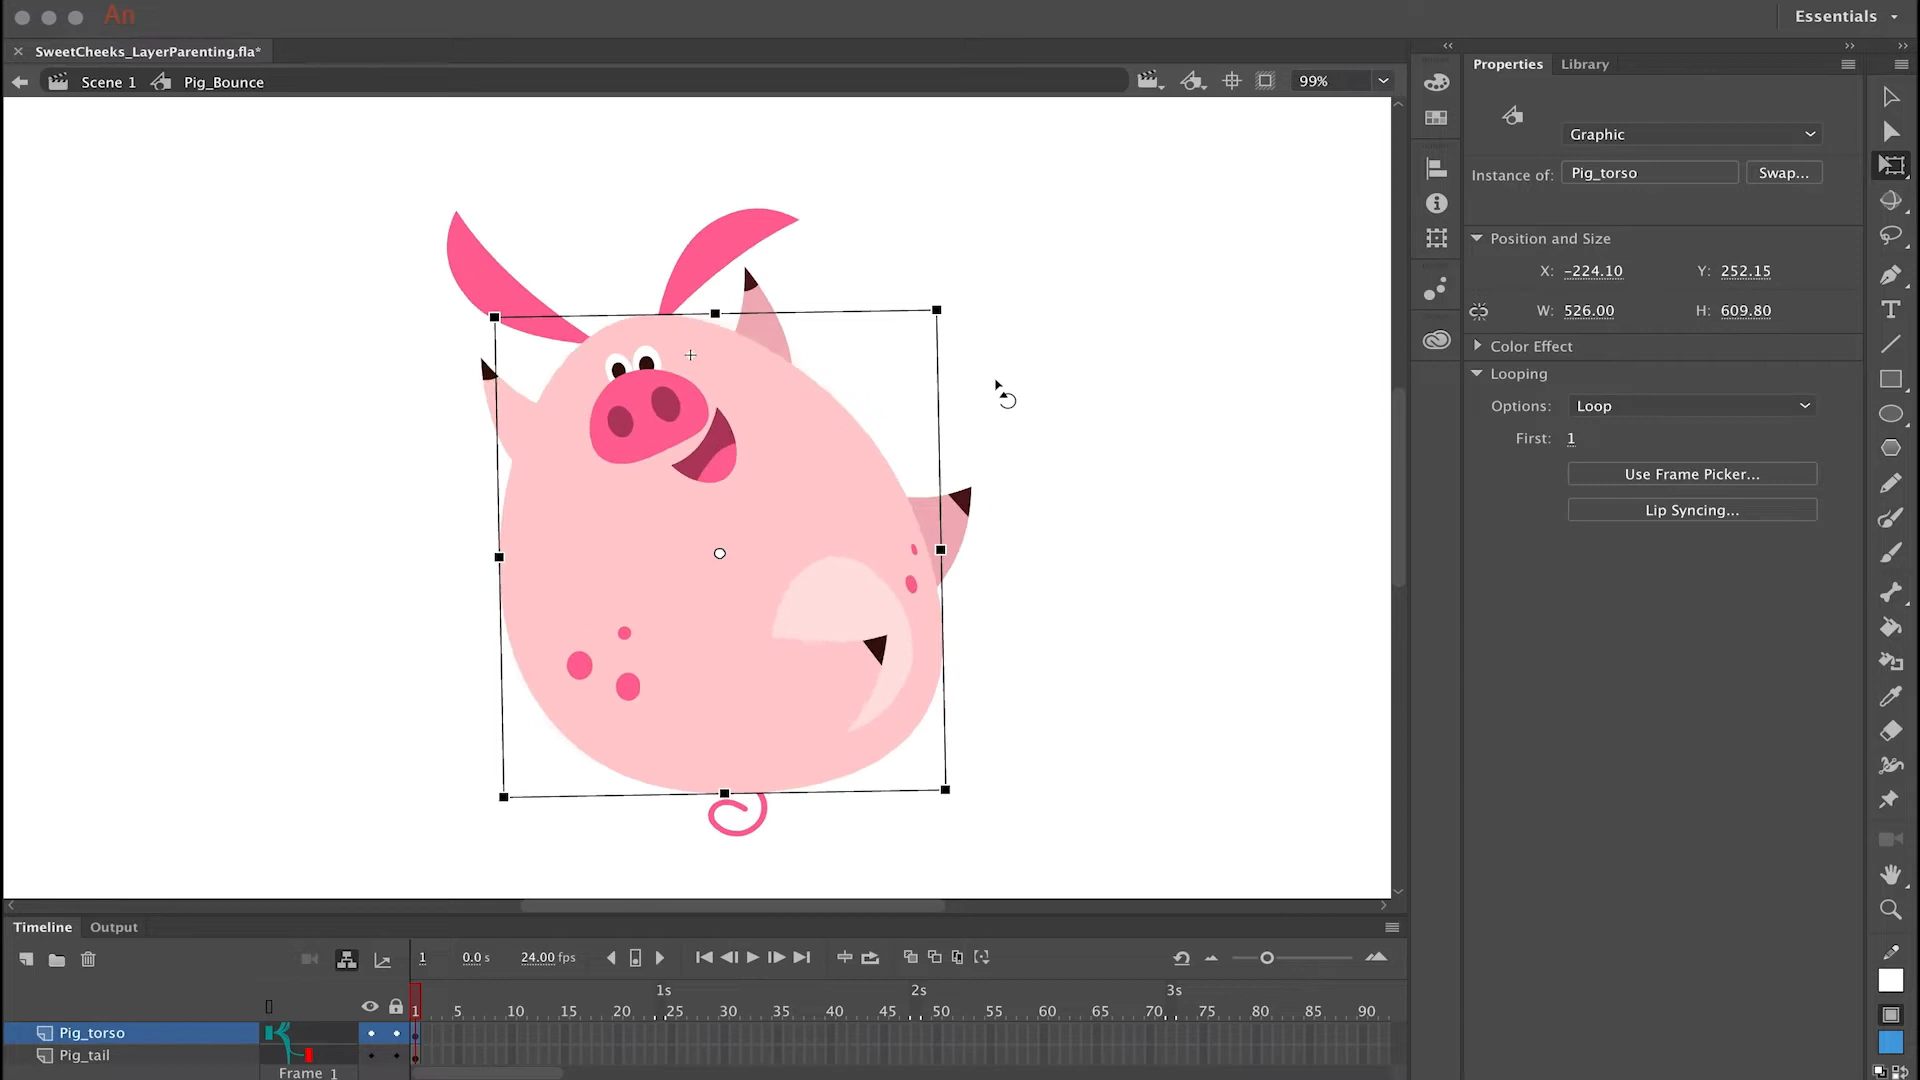 An
Essentials
SweetCheeks_LayerParenting.fla*
Scene 1 Pig_Bounce 99%
Properties Library
Graphic
Instance of: Pig_torso Swap...
Position and Size
X: -224.10 Y: 252.15
W: 526.00 H: 609.80
Color Effect
Looping
Options: Loop
First: 1
Use Frame Picker...
Lip Syncing...
Timeline Output
1 0.0 s 24.00 fps
1s 2s 3s
1 5 10 15 20 25 30 35 40 45 50 55 60 65 70 75 80 85 90
Pig_torso
Pig_tail
Frame 1